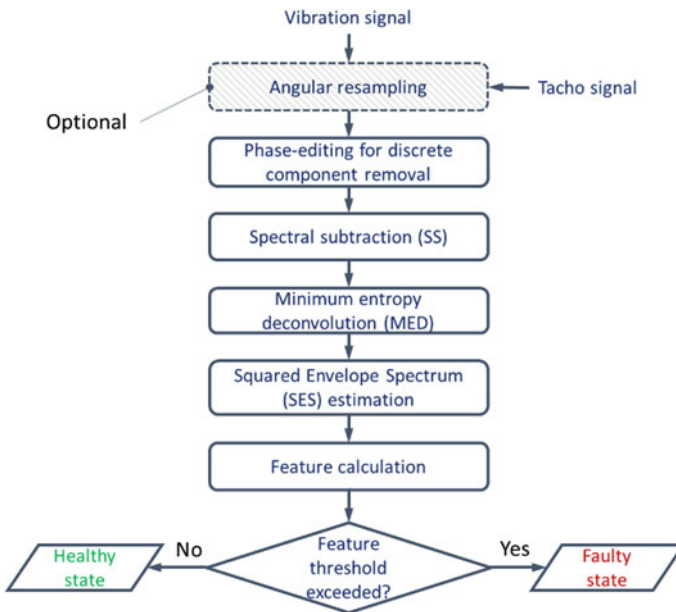 Vibration signal
Angular resampling
Tacho signal
Optional
Phase-editing for discrete
component removal
Spectral subtraction (SS)
Minimum entropy
deconvolution (MED)
Squared Envelope Spectrum
(SES) estimation
Feature calculation
Healthy
state
No
Feature
threshold
exceeded?
Yes
Faulty
state